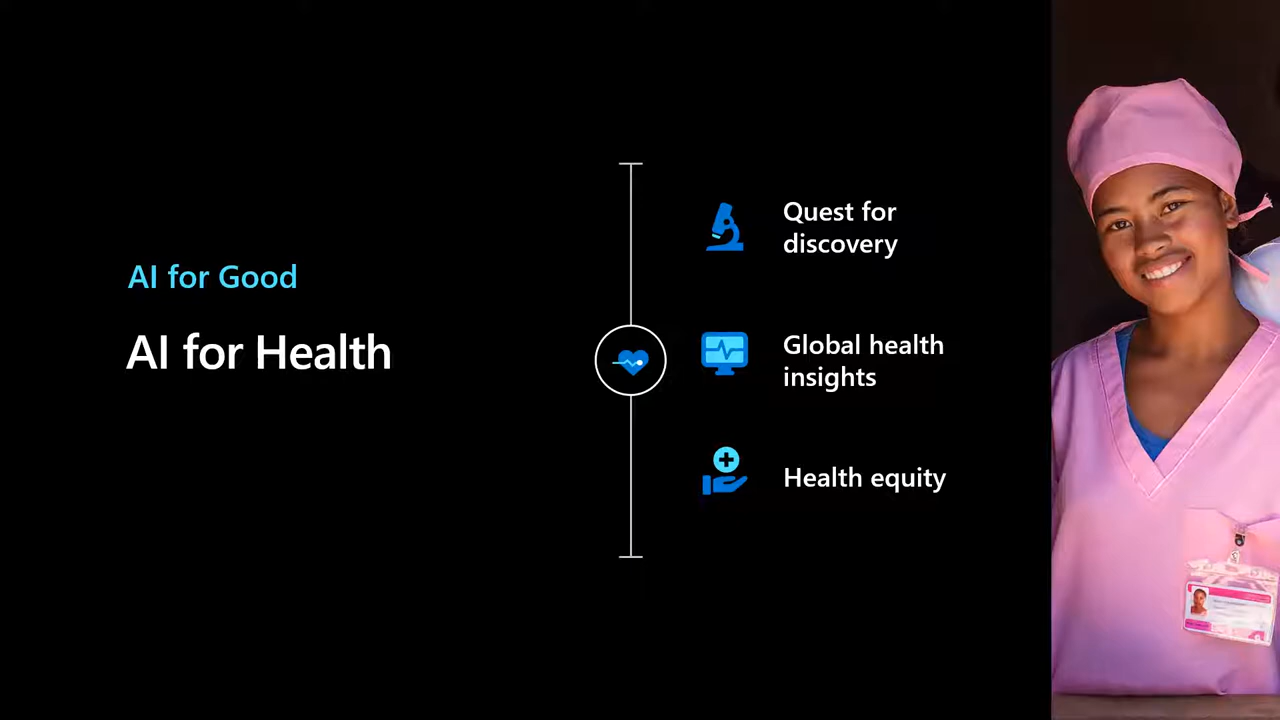 AI for Good
AI for Health
Quest for
discovery
Global health
insights
Health equity